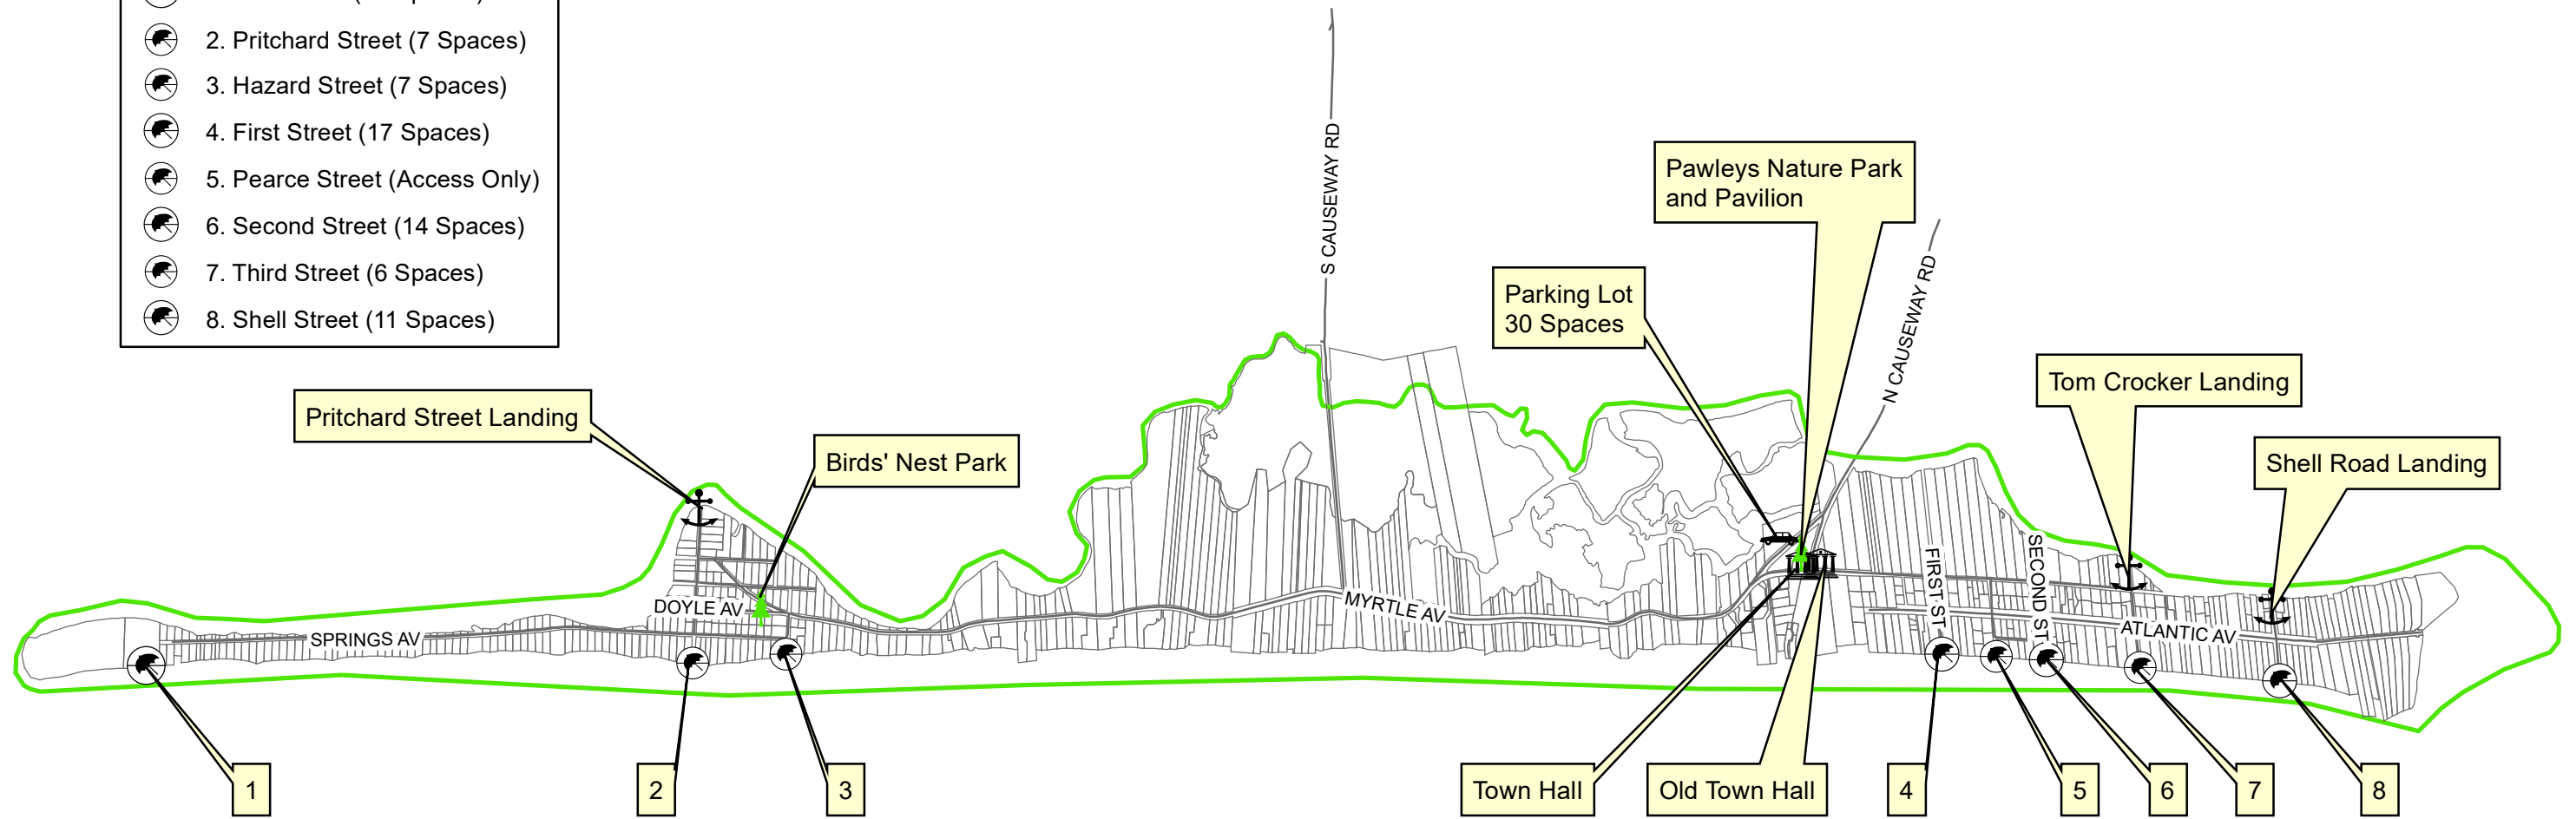 2. Pritchard Street (7 Spaces)
3. Hazard Street (7 Spaces)
4. First Street (17 Spaces)
5. Pearce Street (Access Only)
6. Second Street (14 Spaces)
7. Third Street (6 Spaces)
8. Shell Street (11 Spaces)
S CAUSEWAY RD
Pawleys Nature Park
and Pavilion
N CAUSEWAY RD
Parking Lot
30 Spaces
Tom Crocker Landing
Pritchard Street Landing
Birds' Nest Park
Shell Road Landing
FIRST ST
SECOND ST
DOYLE AV
MYRTLE AV
SPRINGS AV
ATLANTIC AV
1
2
3
Town Hall
Old Town Hall
4
5
6
7
8